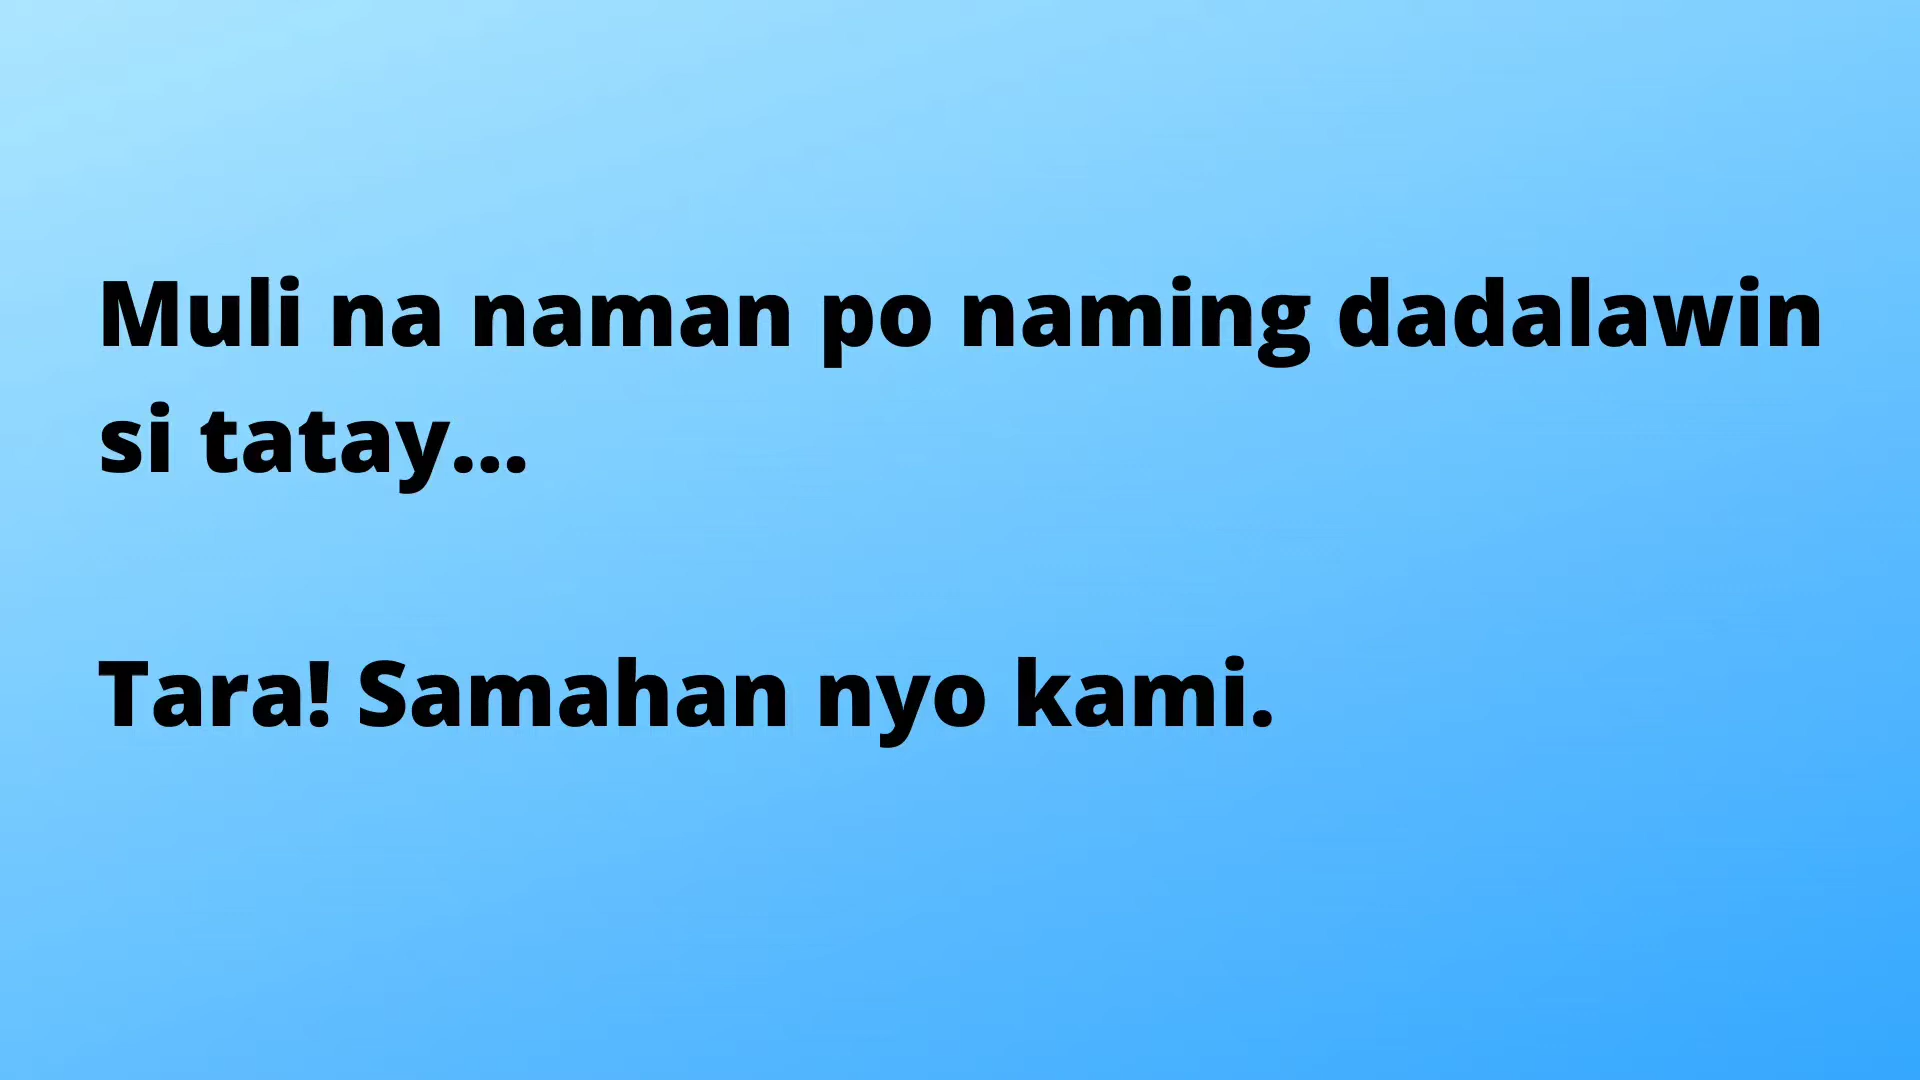 Muli na naman po naming dadalawin
si tatay...
Tara! Samahan nyo kami.